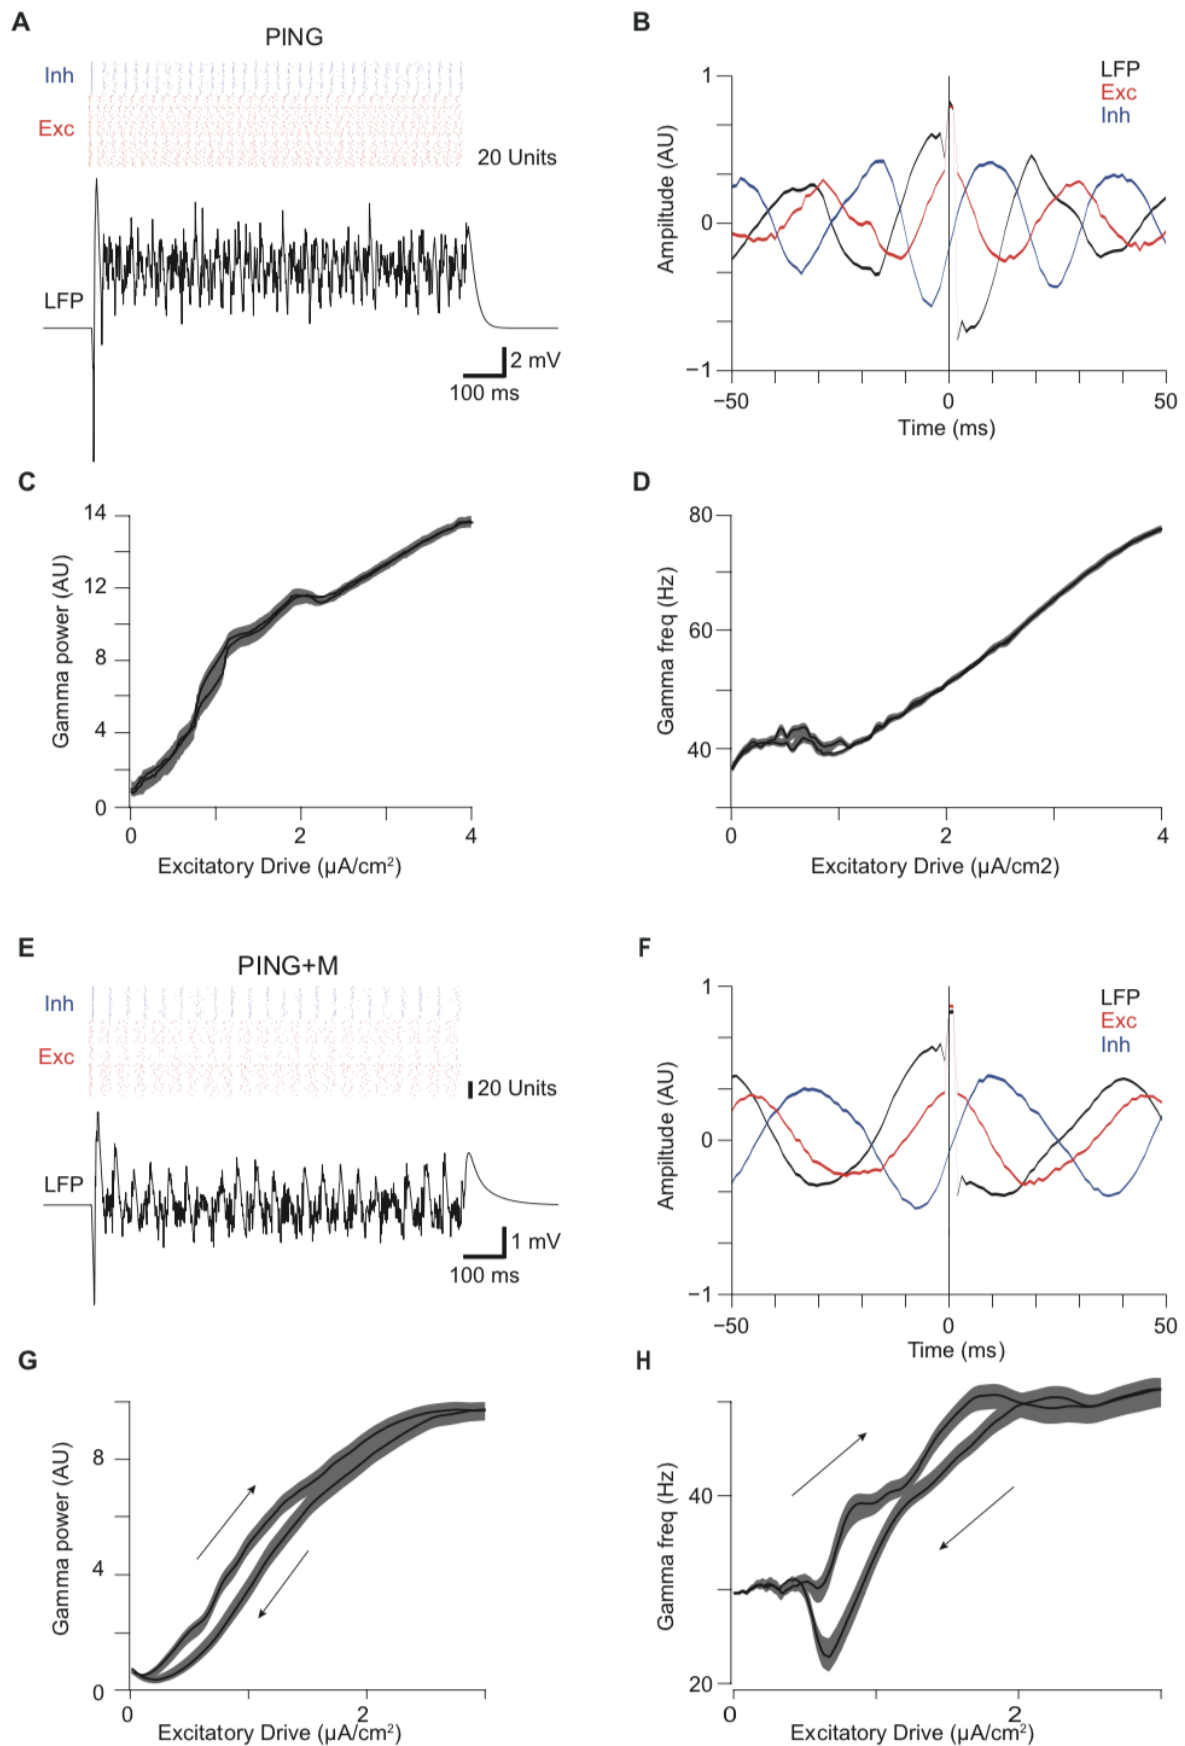 A
PING
Inh
Exc
20 Units
LFP
2 mV
100 ms
B
1
0
−1
Ampiltude (AU)
LFP
Exc
Inh
−50
0
50
Time (ms)
C
14
12
8
4
0
Gamma power (AU)
0
2
4
Excitatory Drive (µA/cm²)
D
80
60
40
Gamma freq (Hz)
0
2
4
Excitatory Drive (µA/cm2)
E
PING+M
Inh
Exc
20 Units
LFP
1 mV
100 ms
F
1
0
−1
Ampiltude (AU)
LFP
Exc
Inh
−50
0
50
Time (ms)
G
8
4
0
Gamma power (AU)
0
2
Excitatory Drive (µA/cm²)
H
40
20
Gamma freq (Hz)
0
2
Excitatory Drive (µA/cm²)